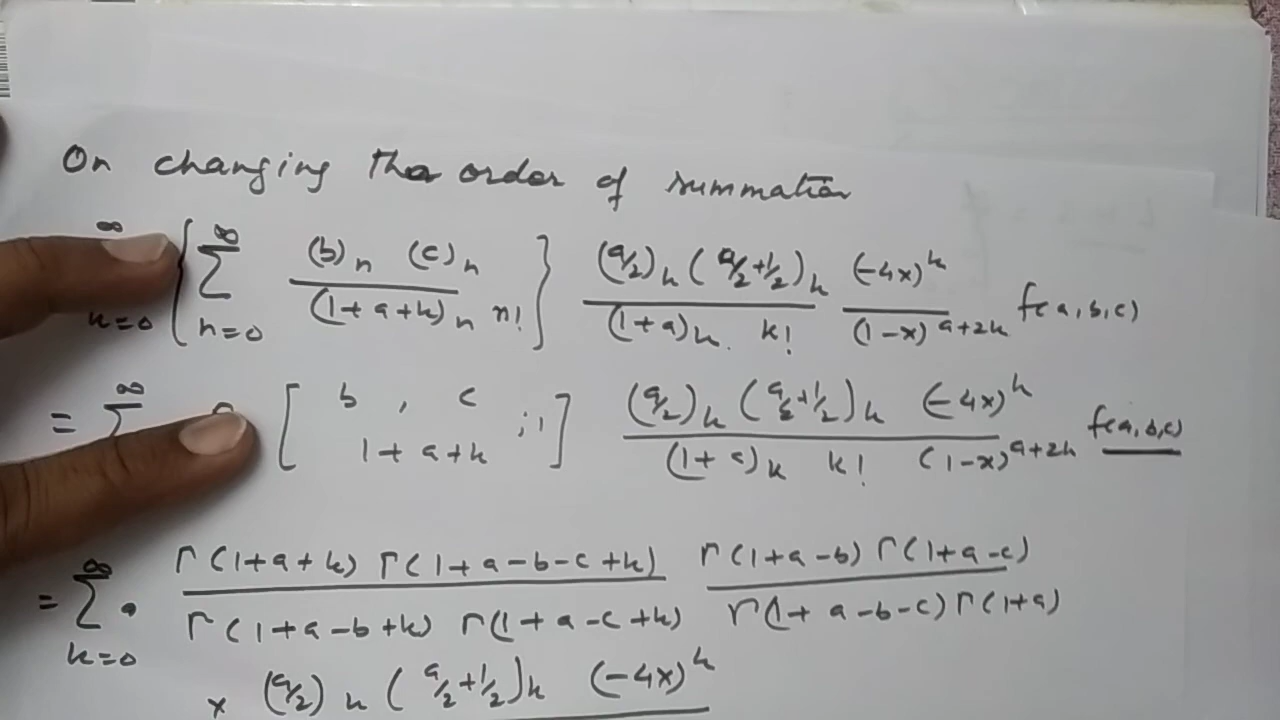 On changing the order of summation
∞ k=0 { ∞ Σ n=0 (b)n (c)n / (1+a+k)n n! } (a/2)k (a/2+1/2)k / (1+a)k k! (-4x)^k / (1-x)^a+2k f(a,b,c)
= ∞ Σ [ b , c 1+a+k ; 1 ] (a/2)k (a/2+1/2)k (-4x)^k / (1+a)k k! (1-x)^a+2k f(a,b,c)
= ∞ Σ k=0 Γ(1+a+k) Γ(1+a-b-c+k) / Γ(1+a-b+k) Γ(1+a-c+k) Γ(1+a-b) Γ(1+a-c) / Γ(1+a-b-c) Γ(1+a)
x (a/2)k (a/2+1/2)k (-4x)^k